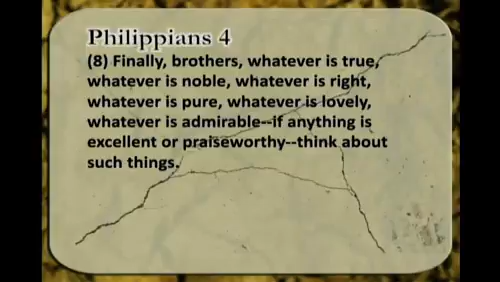 Philippians 4
(8) Finally, brothers, whatever is true,
whatever is noble, whatever is right,
whatever is pure, whatever is lovely,
whatever is admirable--if anything is
excellent or praiseworthy--think about
such things.